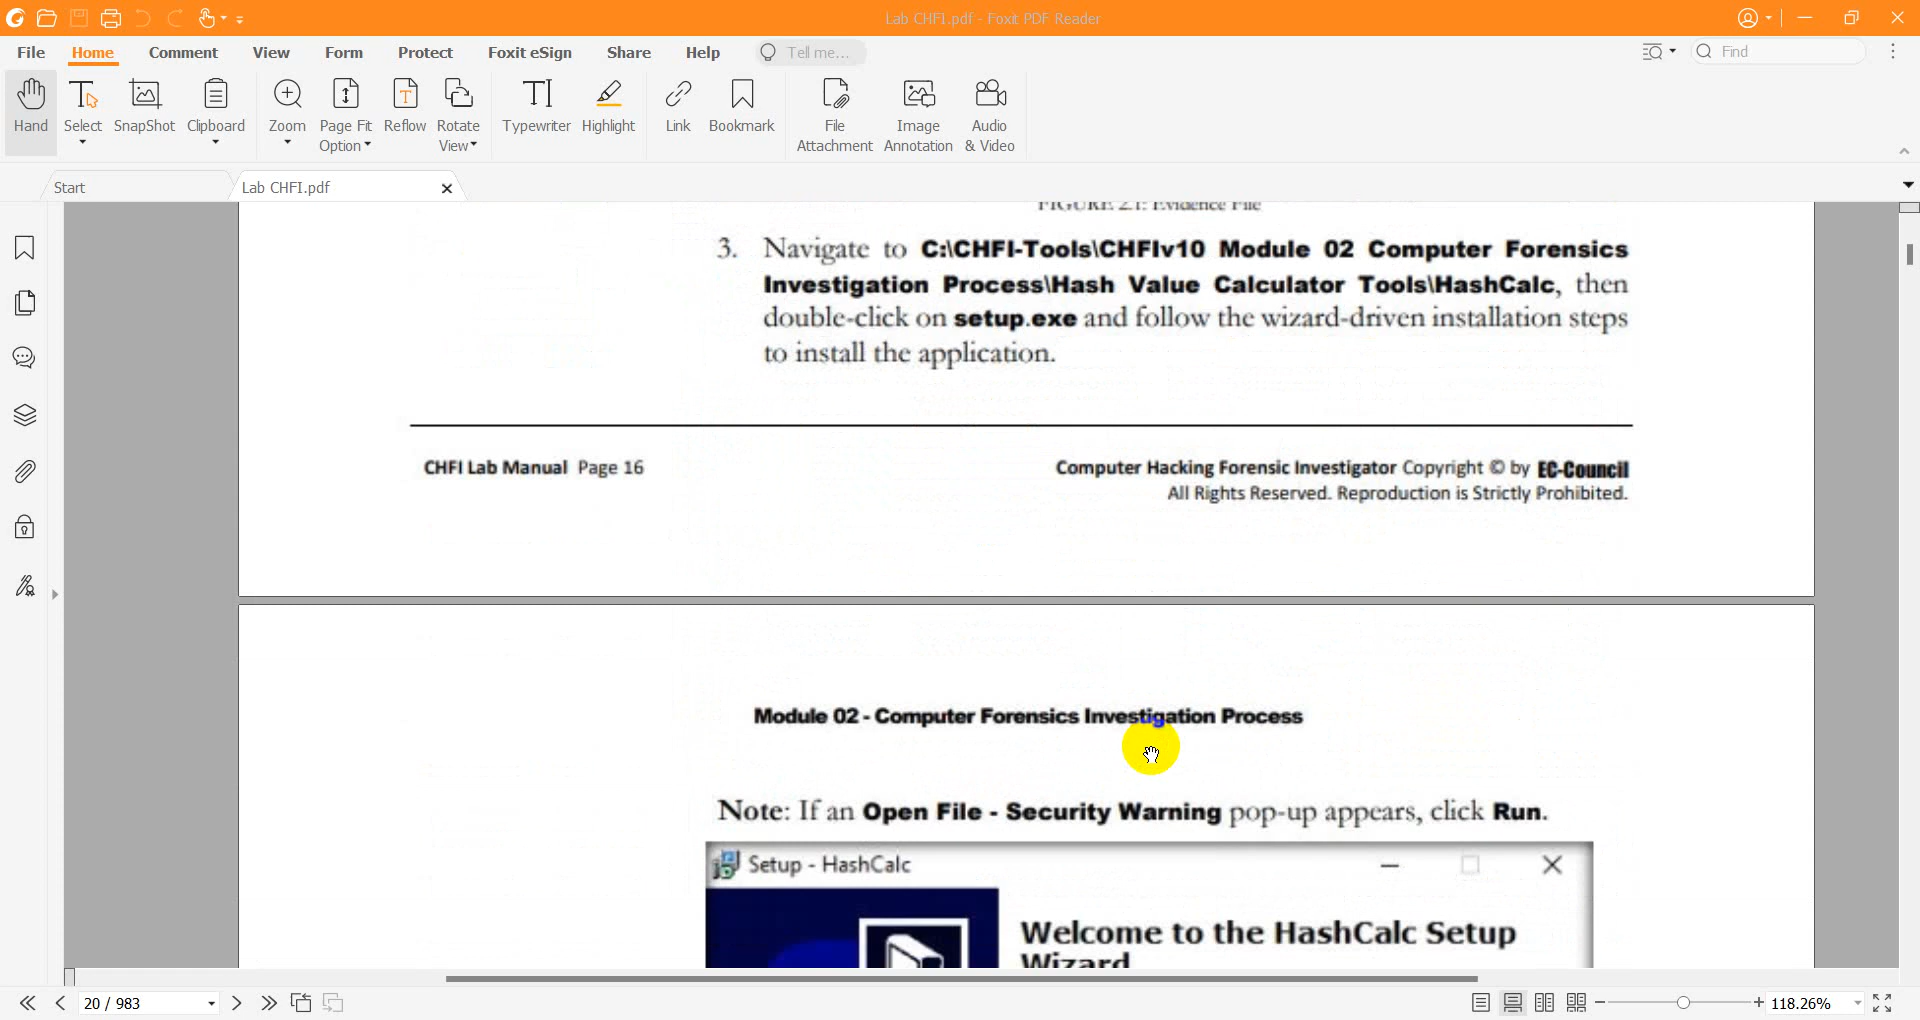 Lab CHFI.pdf - Foxit PDF Reader
File Home Comment View Form Protect Foxit eSign Share Help Tell me... Find
Hand Select SnapShot Clipboard Zoom Page Fit Option Reflow Rotate View Typewriter Highlight Link Bookmark File Attachment Image Annotation Audio & Video
Start Lab CHFI.pdf
FIGURE 2.1: Evidence File
3. Navigate to C:\CHFI-Tools\CHFIv10 Module 02 Computer Forensics
Investigation Process\Hash Value Calculator Tools\HashCalc, then
double-click on setup.exe and follow the wizard-driven installation steps
to install the application.
CHFI Lab Manual Page 16
Computer Hacking Forensic Investigator Copyright © by EC-Council
All Rights Reserved. Reproduction is Strictly Prohibited.
Module 02 - Computer Forensics Investigation Process
Note: If an Open File - Security Warning pop-up appears, click Run.
Setup - HashCalc
Welcome to the HashCalc Setup
Wizard
20 / 983
118.26%